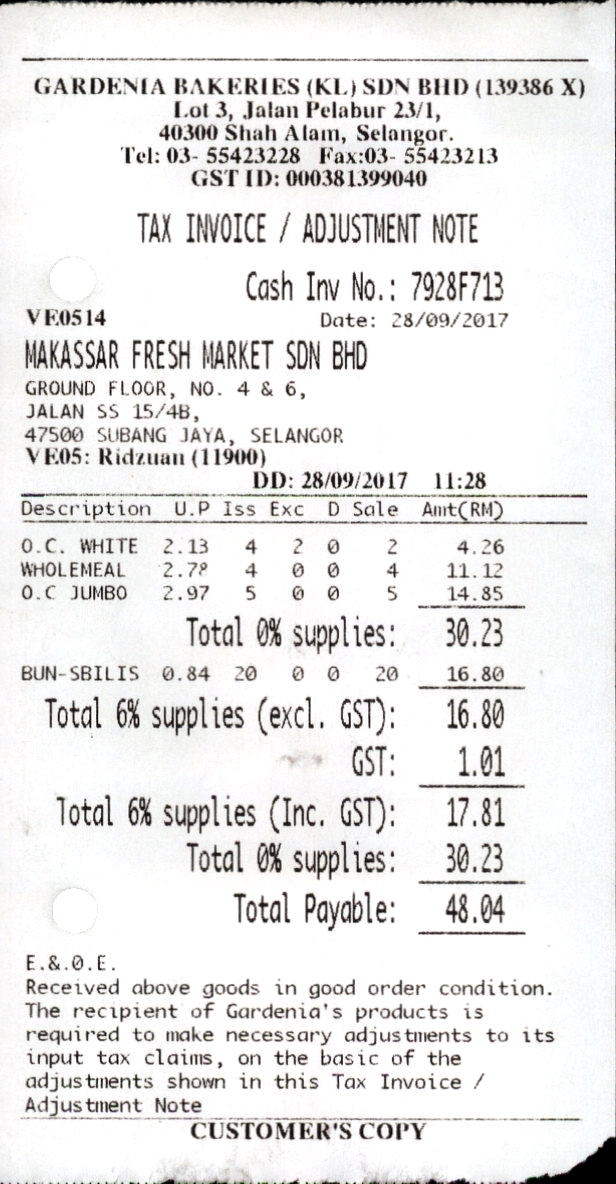 GARDENIA BAKERIES (KL) SDN BHD (139386 X)
Lot 3, Jalan Pelabur 23/1,
40300 Shah Alam, Selangor.
Tel: 03- 55423228 Fax:03- 55423213
GST ID: 000381399040
TAX INVOICE / ADJUSTMENT NOTE
Cash Inv No.: 7928F713
VE0514 Date: 28/09/2017
MAKASSAR FRESH MARKET SDN BHD
GROUND FLOOR, NO. 4 & 6,
JALAN SS 15/4B,
47500 SUBANG JAYA, SELANGOR
VE05: Ridzuan (11900)
DD: 28/09/2017 11:28
Description U.P Iss Exc D Sale Amt(RM)
O.C. WHITE 2.13 4 2 0 2 4.26
WHOLEMEAL 2.78 4 0 0 4 11.12
O.C JUMBO 2.97 5 0 0 5 14.85
Total 0% supplies: 30.23
BUN-SBILIS 0.84 20 0 0 20 16.80
Total 6% supplies (excl. GST): 16.80
GST: 1.01
Total 6% supplies (Inc. GST): 17.81
Total 0% supplies: 30.23
Total Payable: 48.04
E.&.O.E.
Received above goods in good order condition.
The recipient of Gardenia's products is
required to make necessary adjustments to its
input tax claims, on the basic of the
adjustments shown in this Tax Invoice /
Adjustment Note
CUSTOMER'S COPY